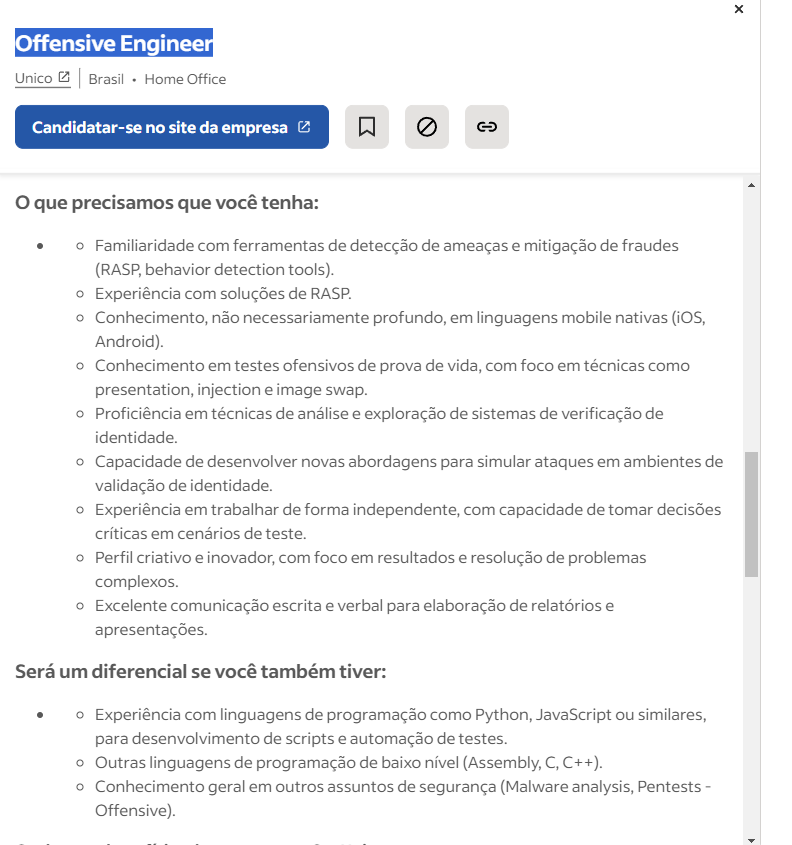 ×
Offensive Engineer
Unico
Brasil • Home Office
Candidatar-se no site da empresa
O que precisamos que você tenha:
Familiaridade com ferramentas de detecção de ameaças e mitigação de fraudes
(RASP, behavior detection tools).
Experiência com soluções de RASP.
Conhecimento, não necessariamente profundo, em linguagens mobile nativas (iOS,
Android).
Conhecimento em testes ofensivos de prova de vida, com foco em técnicas como
presentation, injection e image swap.
Proficiência em técnicas de análise e exploração de sistemas de verificação de
identidade.
Capacidade de desenvolver novas abordagens para simular ataques em ambientes de
validação de identidade.
Experiência em trabalhar de forma independente, com capacidade de tomar decisões
críticas em cenários de teste.
Perfil criativo e inovador, com foco em resultados e resolução de problemas
complexos.
Excelente comunicação escrita e verbal para elaboração de relatórios e
apresentações.
Será um diferencial se você também tiver:
Experiência com linguagens de programação como Python, JavaScript ou similares,
para desenvolvimento de scripts e automação de testes.
Outras linguagens de programação de baixo nível (Assembly, C, C++).
Conhecimento geral em outros assuntos de segurança (Malware analysis, Pentests -
Offensive).